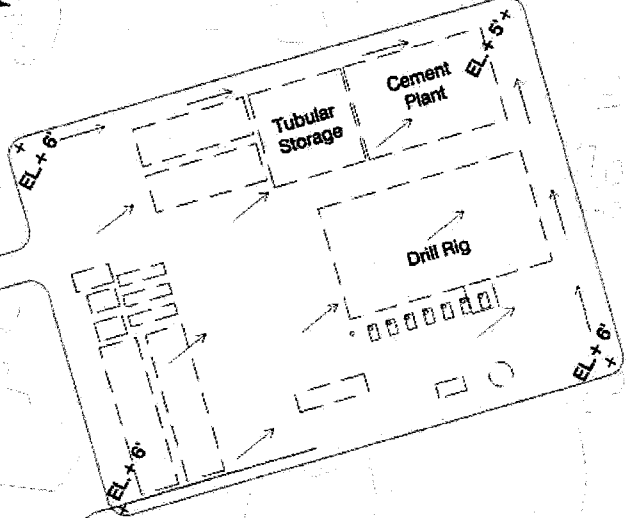 EL. + 5'
Cement
Plant
Tubular
Storage
EL. + 6'
Drill Rig
EL. + 6'
EL. + 6'